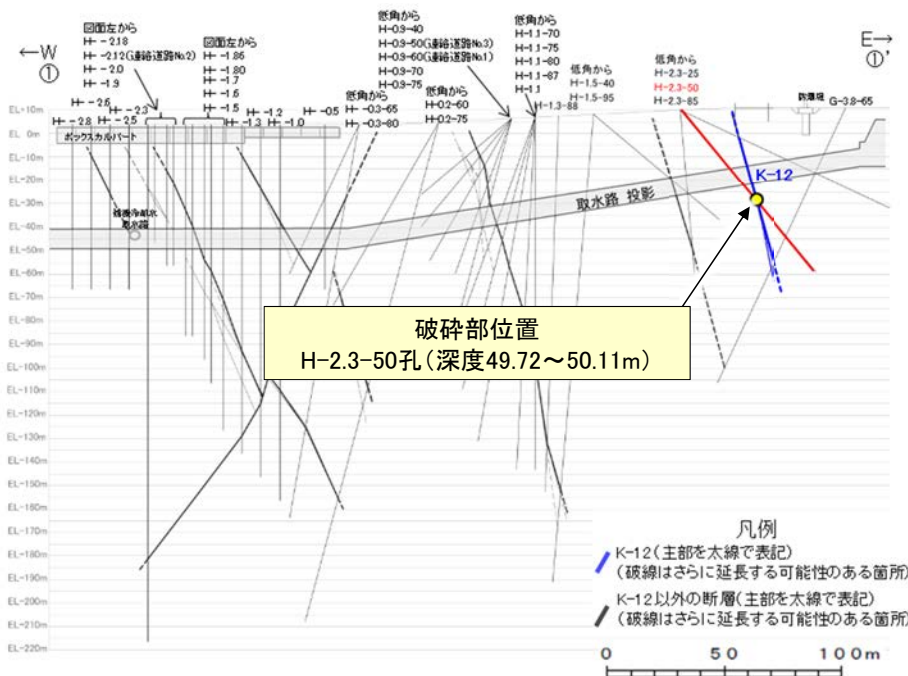 ←W
①
図面左から
H- -2.18
H- -2.12(連絡道路No.2)
H- -2.0
H- -1.9
図面左から
H- -1.85
H- -1.80
H- -1.7
H- -1.6
H- -1.5
低角から
H-0.9-40
H-0.9-50(連絡道路No.3)
H-0.9-60(連絡道路No.1)
H-0.9-70
H-0.9-75
低角から
H-1.1-70
H-1.1-75
H-1.1-80
H-1.1-87
H-1.1
低角から
H-1.5-40
H-1.5-95
低角から
H-2.3-25
H-2.3-50
H-2.3-85
E→
①'
防潮堤
G-3.8-65
H- -2.6
H- -2.3
H- -2.8
H- -2.5
H- -1.3
H- -1.2
H- -1.0
H- -0.5
低角から
H- -0.3-65
H- -0.3-80
低角から
H-0.2-60
H-0.2-75
H-1.3-88
ボックスカルバート
K-12
取水路 投影
破砕部位置
H-2.3-50孔(深度49.72～50.11m)
EL+10m
EL 0m
EL-10m
EL-20m
EL-30m
EL-40m
EL-50m
EL-60m
EL-70m
EL-80m
EL-90m
EL-100m
EL-110m
EL-120m
EL-130m
EL-140m
EL-150m
EL-160m
EL-170m
EL-180m
EL-190m
EL-200m
EL-210m
EL-220m
凡例
K-12(主部を太線で表記)
(破線はさらに延長する可能性のある箇所)
K-12以外の断層(主部を太線で表記)
(破線はさらに延長する可能性のある箇所)
0 50 100m